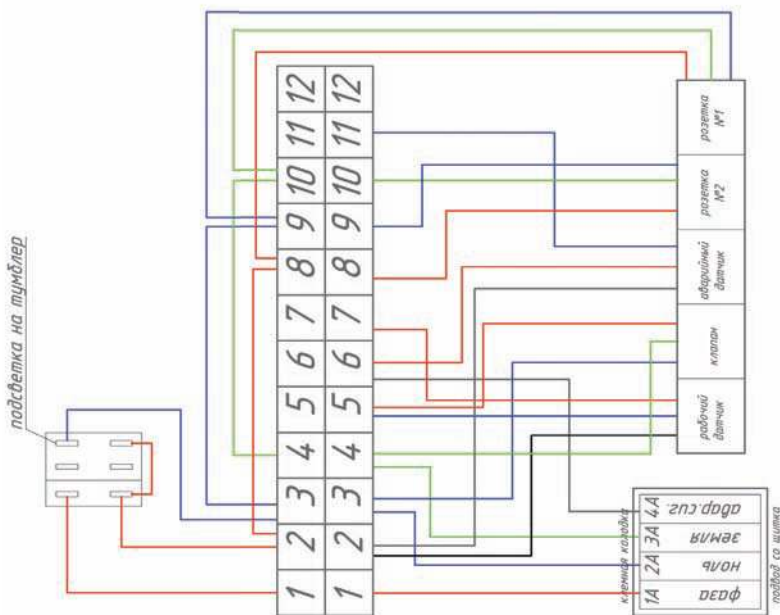 подсветка на тумблер
12 11 10 9 8 7 6 5 4 3 2 1
12 11 10 9 8 7 6 5 4 3 2 1
розетка
№1
розетка
№2
аварийный
датчик
клапан
рабочий
датчик
клемная колодка
4А авар.сиг.
3А земля
2А ноль
1А фаза
подвод со щитка